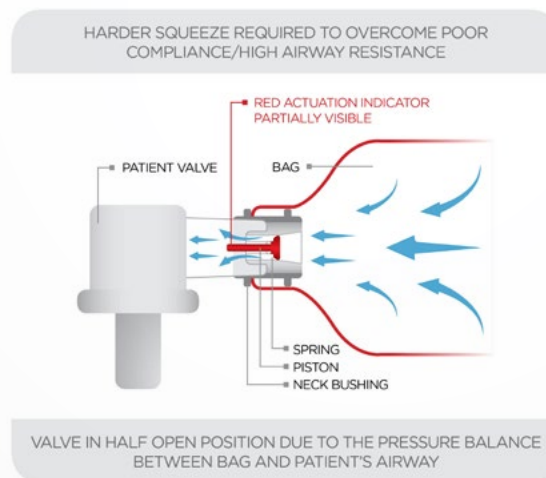 HARDER SQUEEZE REQUIRED TO OVERCOME POOR
COMPLIANCE/HIGH AIRWAY RESISTANCE
RED ACTUATION INDICATOR
PARTIALLY VISIBLE
PATIENT VALVE
BAG
SPRING
PISTON
NECK BUSHING
VALVE IN HALF OPEN POSITION DUE TO THE PRESSURE BALANCE
BETWEEN BAG AND PATIENT'S AIRWAY